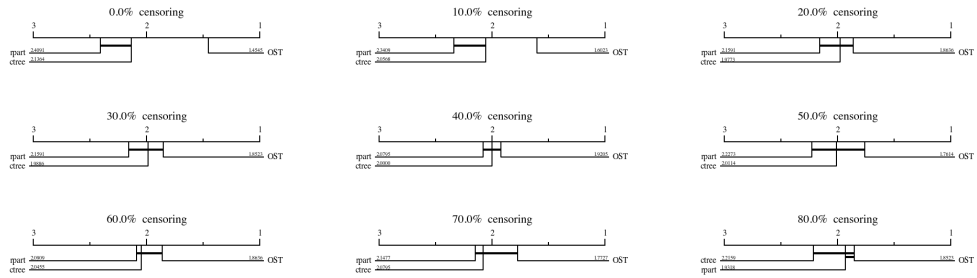 0.0% censoring
3 2 1
rpart 2.4091 1.4545 OST
ctree 2.1364
10.0% censoring
3 2 1
rpart 2.3409 1.6023 OST
ctree 2.0568
20.0% censoring
3 2 1
rpart 2.1591 1.8636 OST
ctree 1.9773
30.0% censoring
3 2 1
rpart 2.1591 1.8523 OST
ctree 1.9886
40.0% censoring
3 2 1
rpart 2.0795 1.9205 OST
ctree 2.0000
50.0% censoring
3 2 1
rpart 2.2273 1.7614 OST
ctree 2.0114
60.0% censoring
3 2 1
rpart 2.0909 1.8636 OST
ctree 2.0455
70.0% censoring
3 2 1
rpart 2.1477 1.7727 OST
ctree 2.0795
80.0% censoring
3 2 1
ctree 2.2159 1.8523 OST
rpart 1.9318